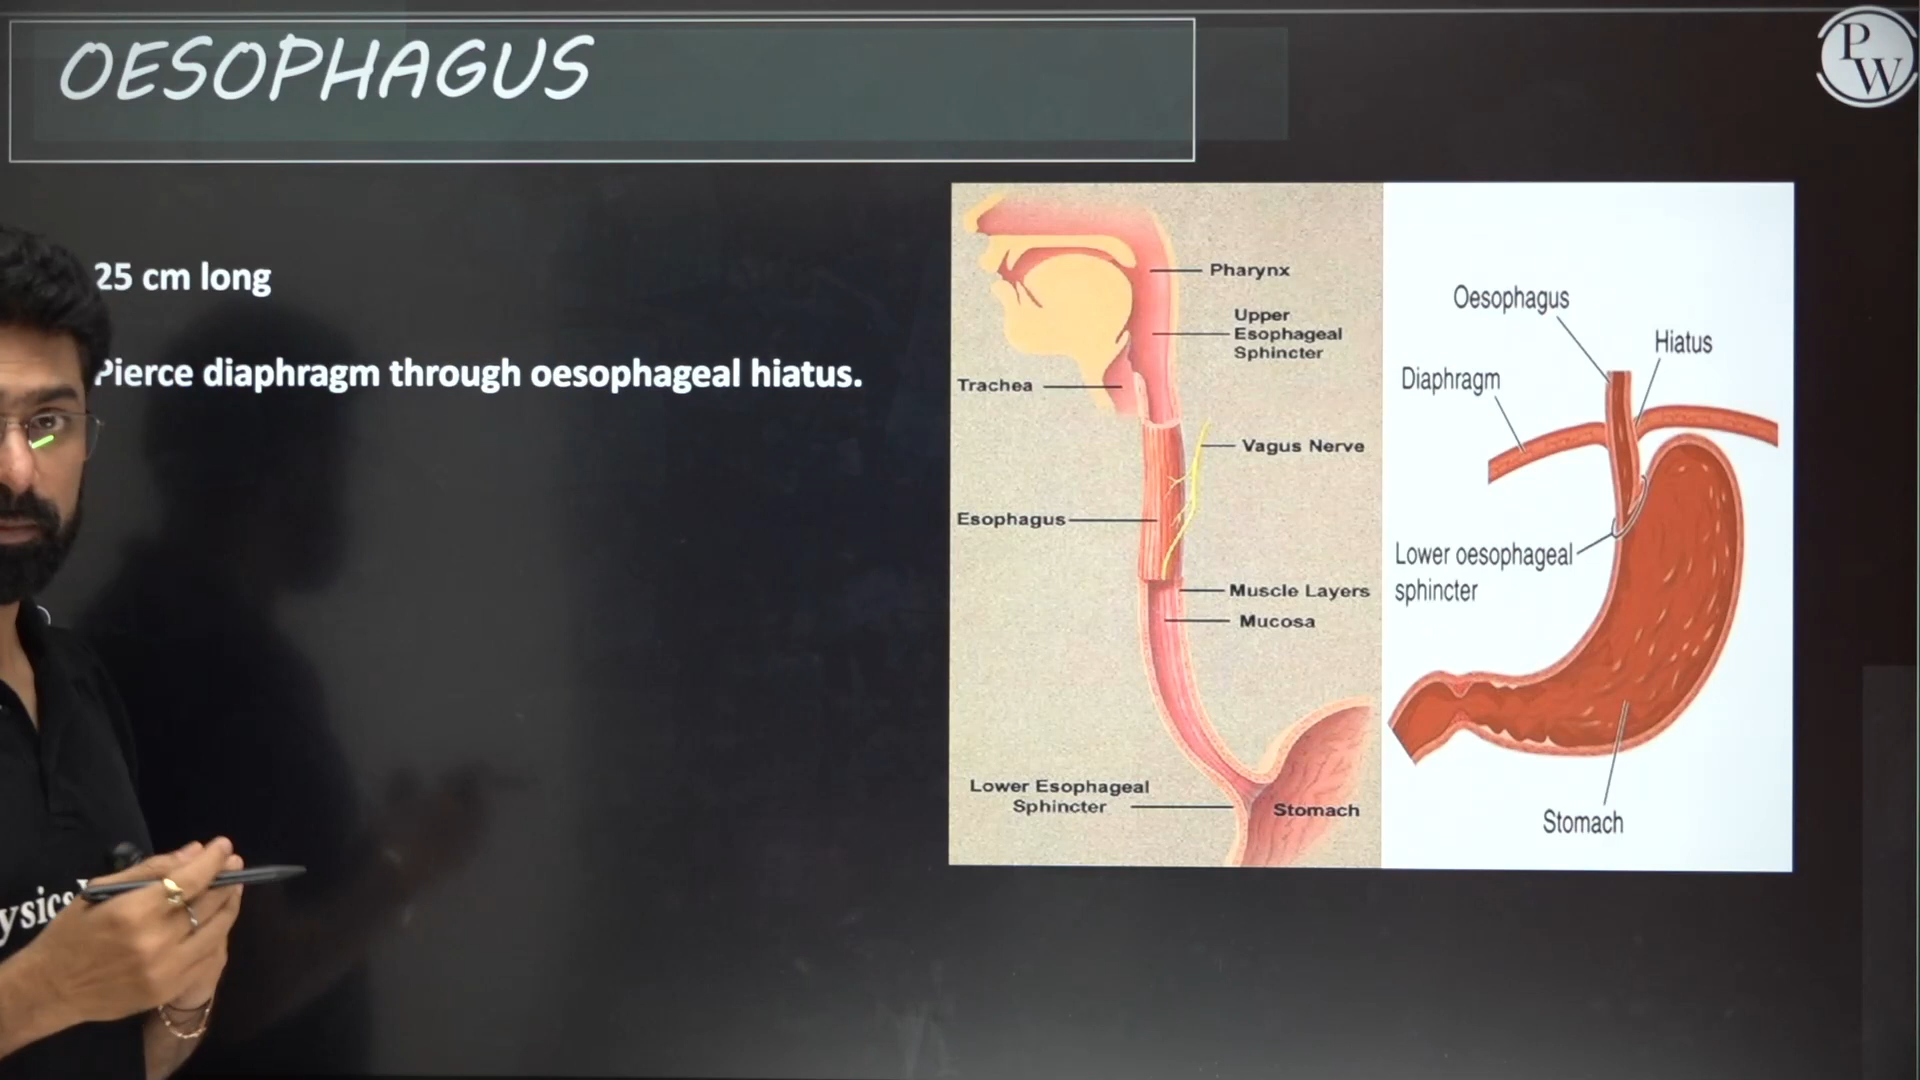 OESOPHAGUS
P
W
25 cm long
Pierce diaphragm through oesophageal hiatus.
Pharynx
Upper
Esophageal
Sphincter
Trachea
Vagus Nerve
Esophagus
Muscle Layers
Mucosa
Lower Esophageal
Sphincter
Stomach
Oesophagus
Hiatus
Diaphragm
Lower oesophageal
sphincter
Stomach
ysics